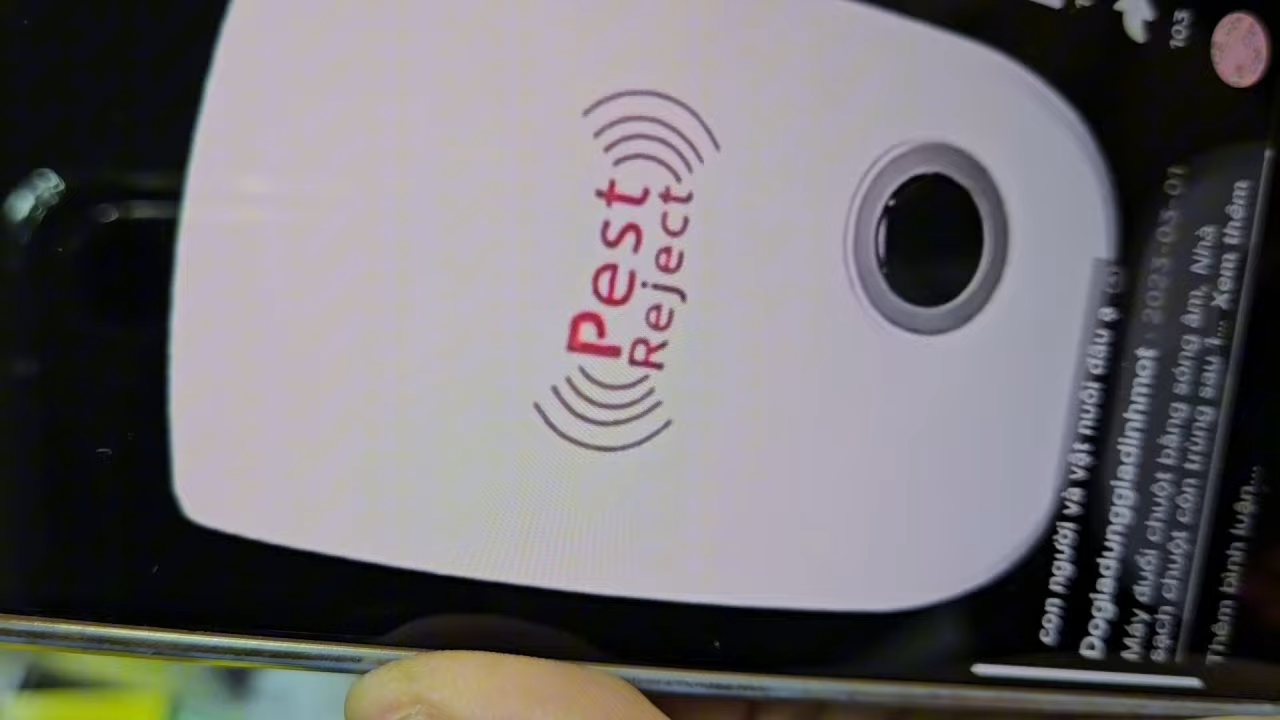 Pest
Reject
103
con người và vật nuôi đâu ạ
Dogiadunggiadinhmot · 2023-03-01
Máy đuổi chuột bằng sóng âm, Nhà
sạch chuột côn trùng sau 1... Xem thêm
Thêm bình luận...